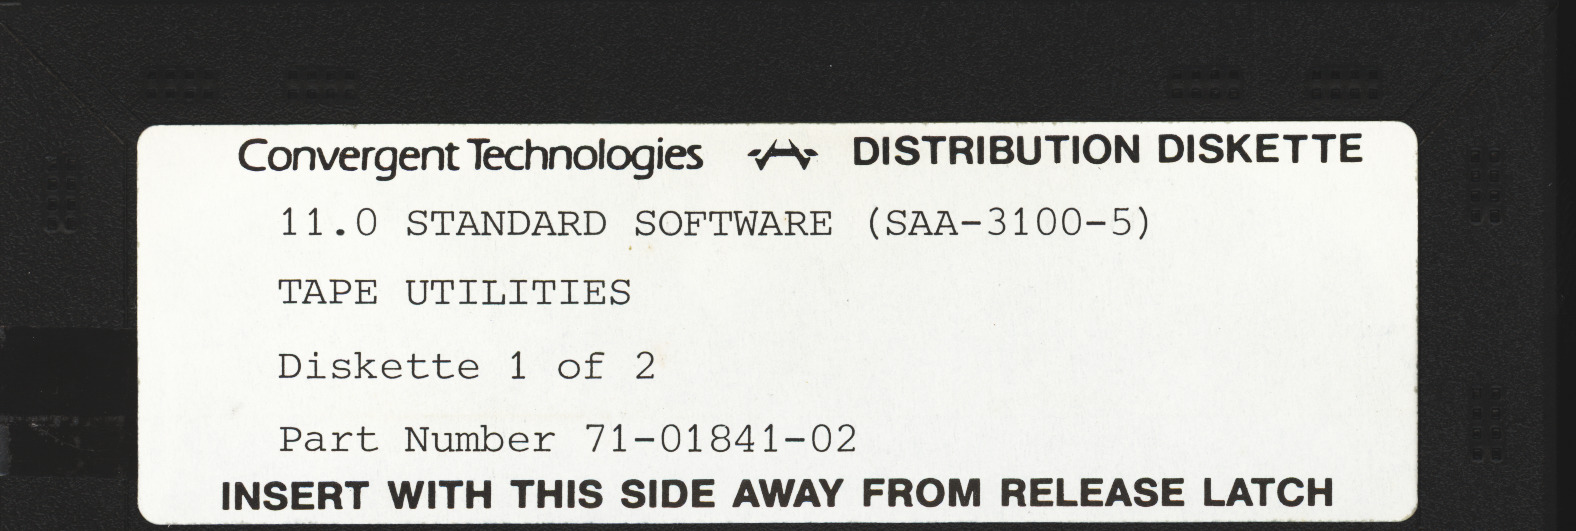 Convergent Technologies DISTRIBUTION DISKETTE
11.0 STANDARD SOFTWARE (SAA-3100-5)
TAPE UTILITIES
Diskette 1 of 2
Part Number 71-01841-02
INSERT WITH THIS SIDE AWAY FROM RELEASE LATCH